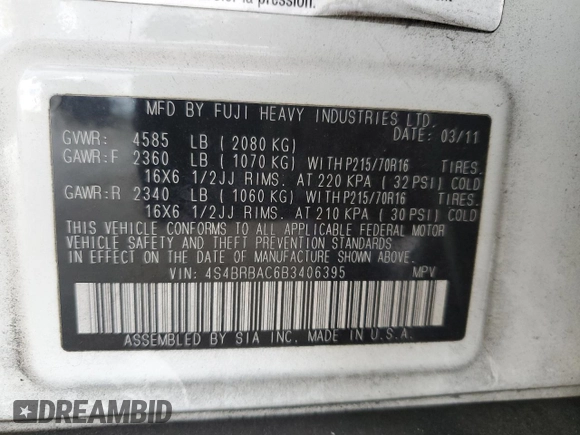 la pression.
MFD BY FUJI HEAVY INDUSTRIES LTD.
DATE: 03/11
GVWR: 4585 LB ( 2080 KG)
GAWR:F 2360 LB ( 1070 KG) WITH P215/70R16 TIRES.
16X6 1/2JJ RIMS. AT 220 KPA ( 32 PSI) COLD
GAWR:R 2340 LB ( 1060 KG) WITH P215/70R16 TIRES.
16X6 1/2JJ RIMS. AT 210 KPA ( 30 PSI) COLD
THIS VEHICLE CONFORMS TO ALL APPLICABLE FEDERAL MOTOR
VEHICLE SAFETY AND THEFT PREVENTION STANDARDS IN
EFFECT ON THE DATE OF MANUFACTURE SHOWN ABOVE.
VIN: 4S4BRBAC6B3406395 MPV
ASSEMBLED BY SIA INC. MADE IN U.S.A.
DREAMBID